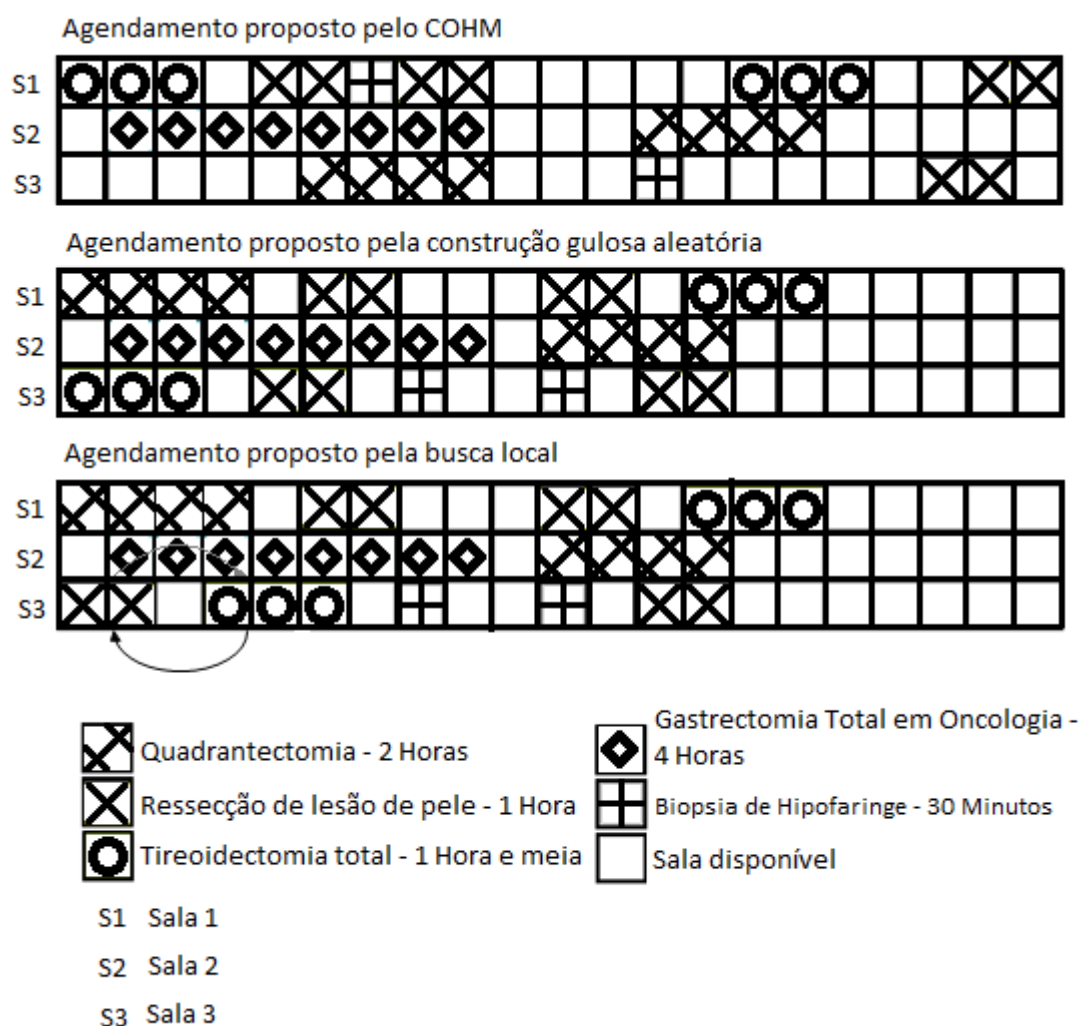 Agendamento proposto pelo COHM
S1
S2
S3
Agendamento proposto pela construção gulosa aleatória
S1
S2
S3
Agendamento proposto pela busca local
S1
S2
S3
Quadrantectomia - 2 Horas
Ressecção de lesão de pele - 1 Hora
Tireoidectomia total - 1 Hora e meia
Gastrectomia Total em Oncologia -
4 Horas
Biopsia de Hipofaringe - 30 Minutos
Sala disponível
S1 Sala 1
S2 Sala 2
S3 Sala 3